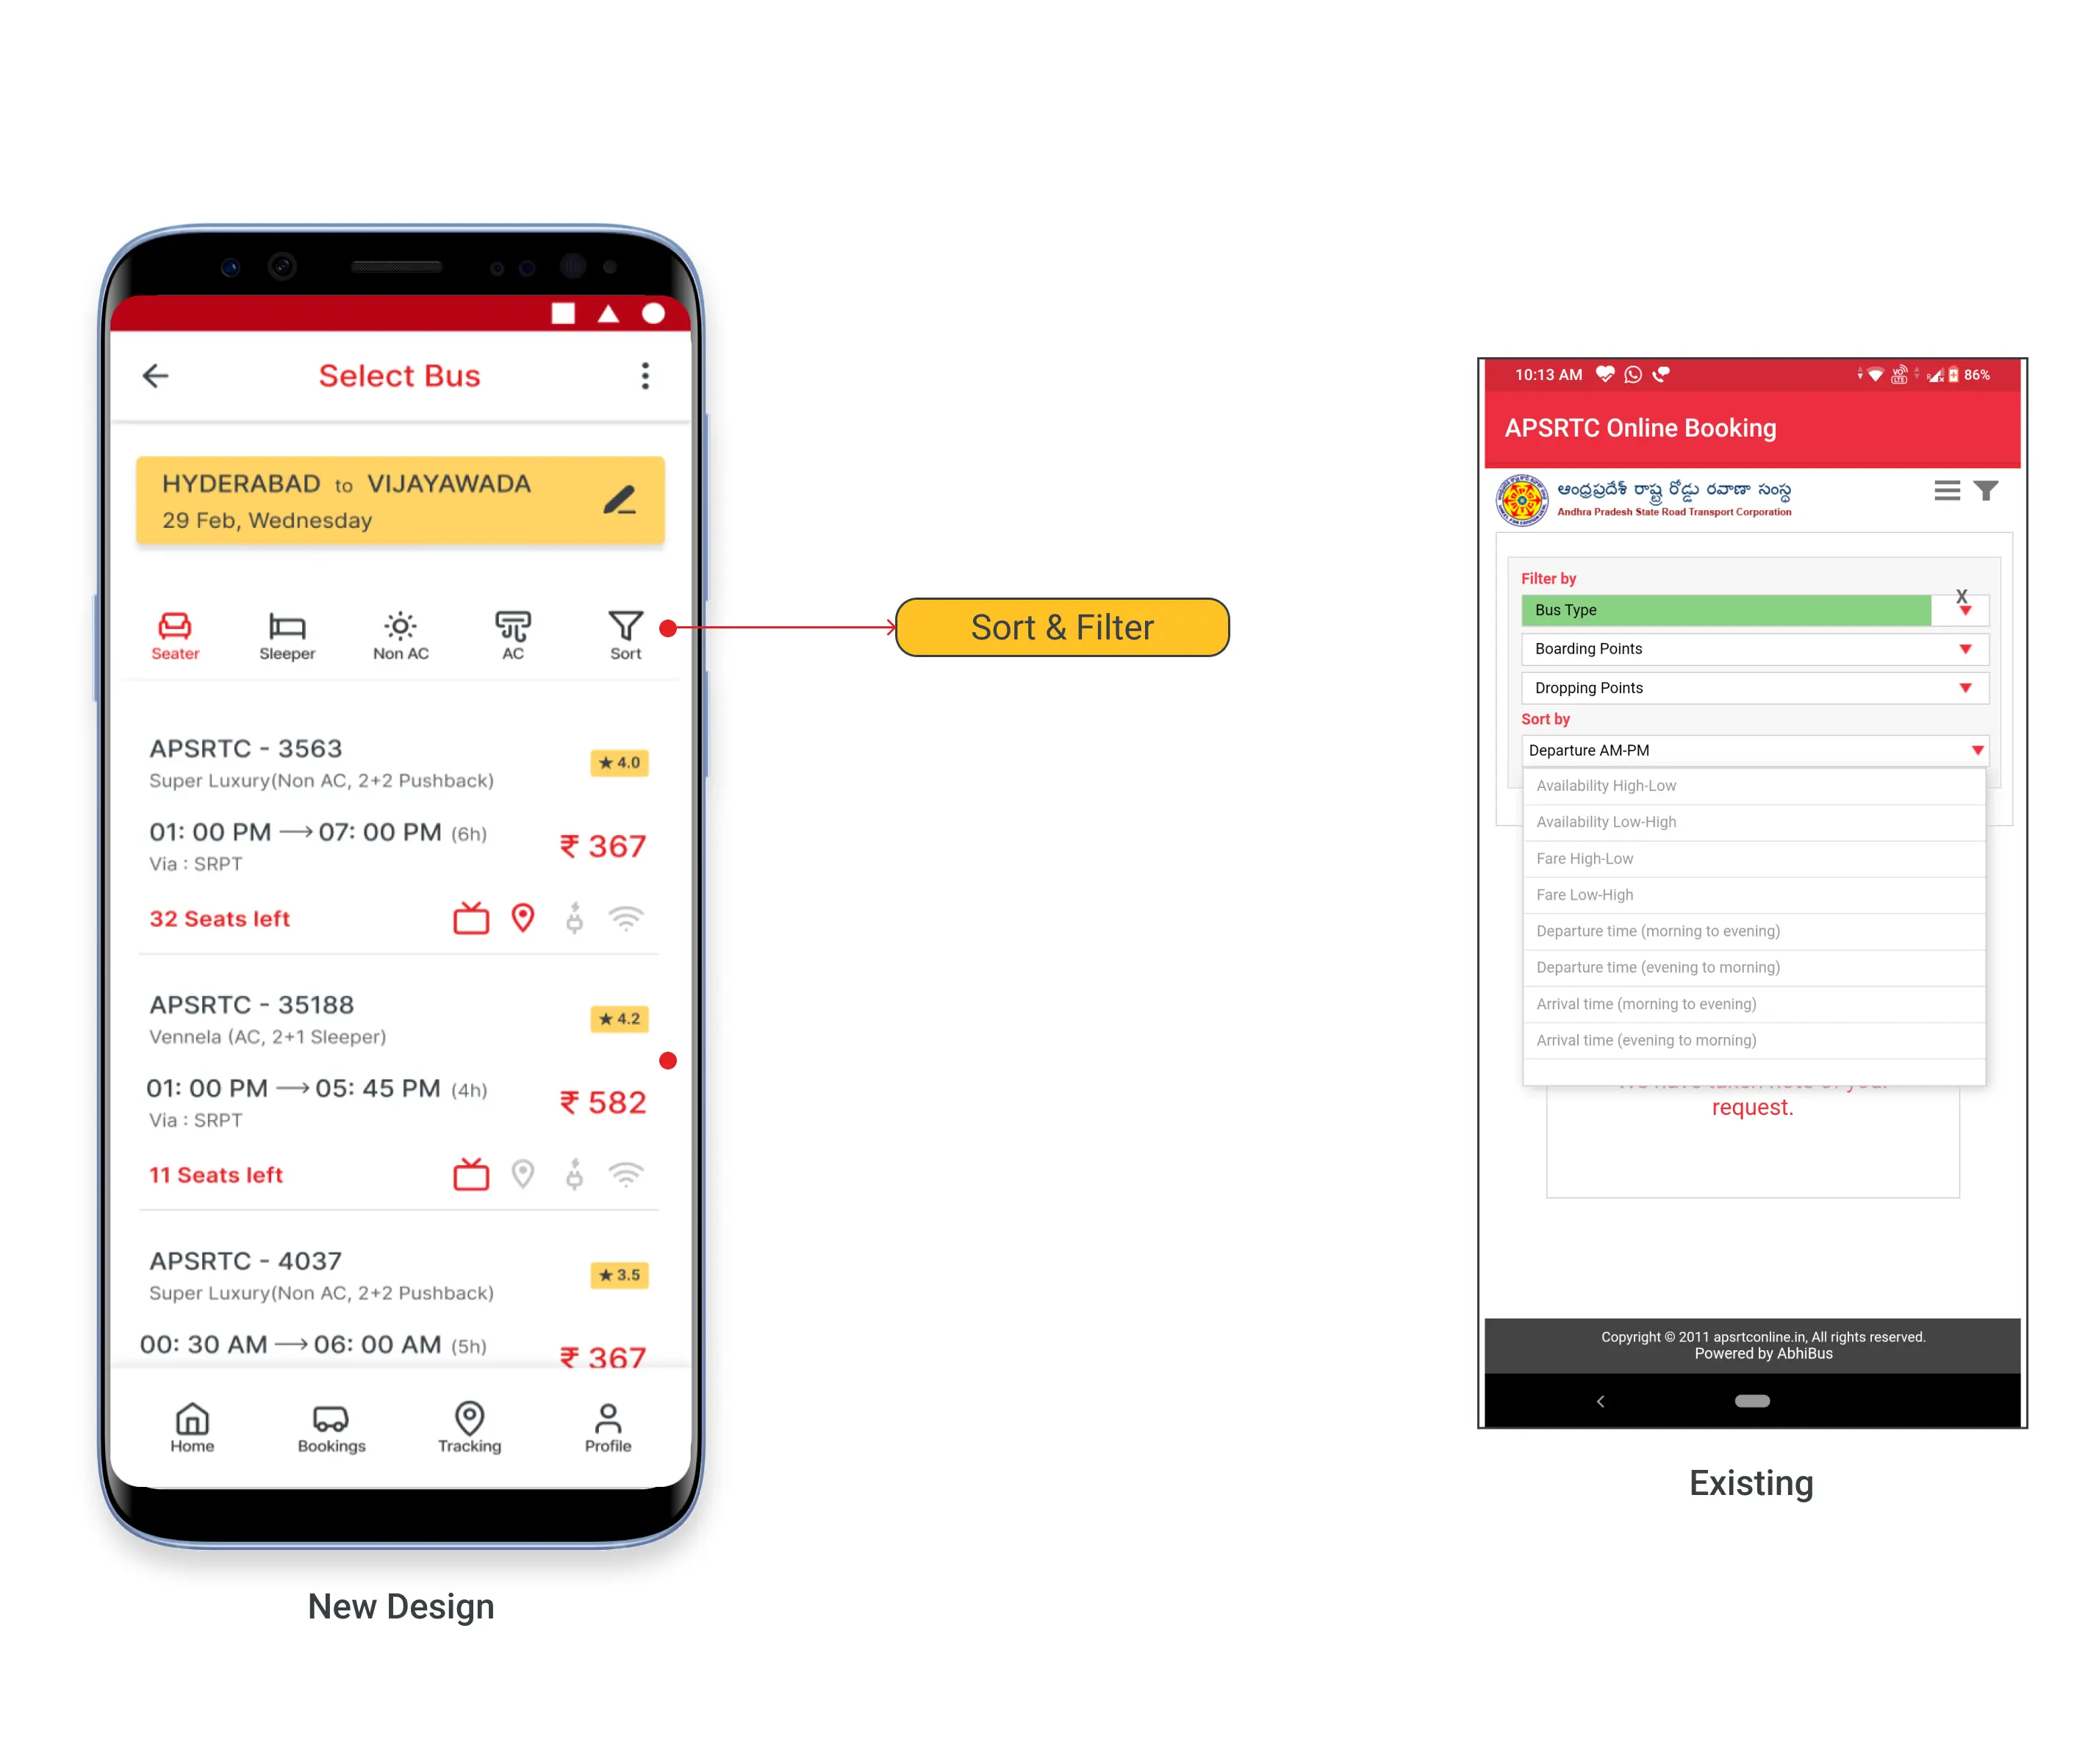 Select Bus
HYDERABAD to VIJAYAWADA
29 Feb, Wednesday
Seater
Sleeper
Non AC
AC
Sort
APSRTC - 3563
★ 4.0
Super Luxury(Non AC, 2+2 Pushback)
01: 00 PM → 07: 00 PM (6h)
₹ 367
Via : SRPT
32 Seats left
APSRTC - 35188
★ 4.2
Vennela (AC, 2+1 Sleeper)
01: 00 PM → 05: 45 PM (4h)
₹ 582
Via : SRPT
11 Seats left
APSRTC - 4037
★ 3.5
Super Luxury(Non AC, 2+2 Pushback)
00: 30 AM → 06: 00 AM (5h)
₹ 367
Home
Bookings
Tracking
Profile
New Design
Sort & Filter
10:13 AM
86%
APSRTC Online Booking
ఆంధ్రప్రదేశ్ రాష్ట్ర రోడ్డు రవాణా సంస్థ
Andhra Pradesh State Road Transport Corporation
Filter by
X
Bus Type
Boarding Points
Dropping Points
Sort by
Departure AM-PM
Availability High-Low
Availability Low-High
Fare High-Low
Fare Low-High
Departure time (morning to evening)
Departure time (evening to morning)
Arrival time (morning to evening)
Arrival time (evening to morning)
We have taken note of your
request.
Copyright © 2011 apsrtconline.in, All rights reserved.
Powered by AbhiBus
Existing